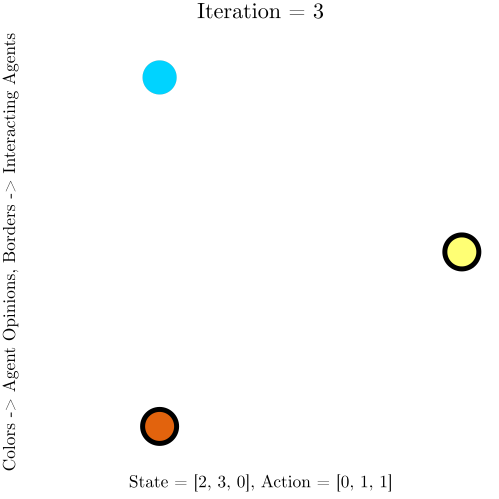 Iteration = 3
Colors -> Agent Opinions, Borders -> Interacting Agents
State = [2, 3, 0], Action = [0, 1, 1]